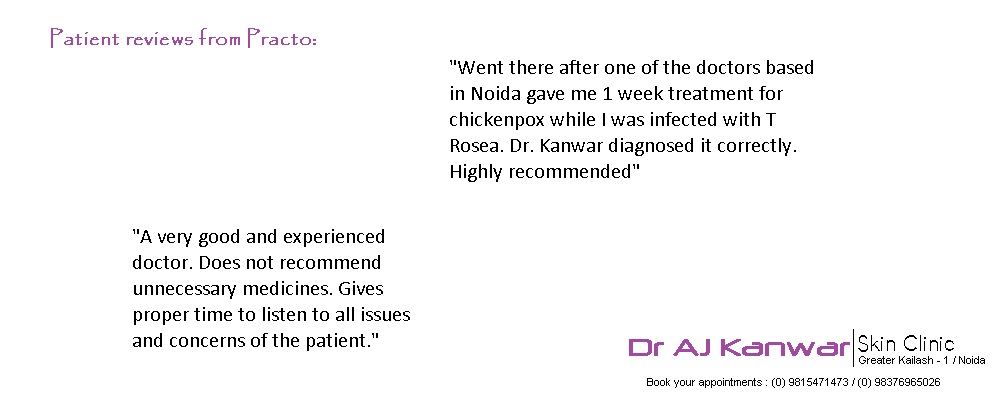 Patient reviews from Practo:
"Went there after one of the doctors based
in Noida gave me 1 week treatment for
chickenpox while I was infected with T
Rosea. Dr. Kanwar diagnosed it correctly.
Highly recommended"
"A very good and experienced
doctor. Does not recommend
unnecessary medicines. Gives
proper time to listen to all issues
and concerns of the patient."
Dr AJ Kanwar Skin Clinic
Greater Kailash - 1 / Noida
Book your appointments : (0) 9815471473 / (0) 98376965026